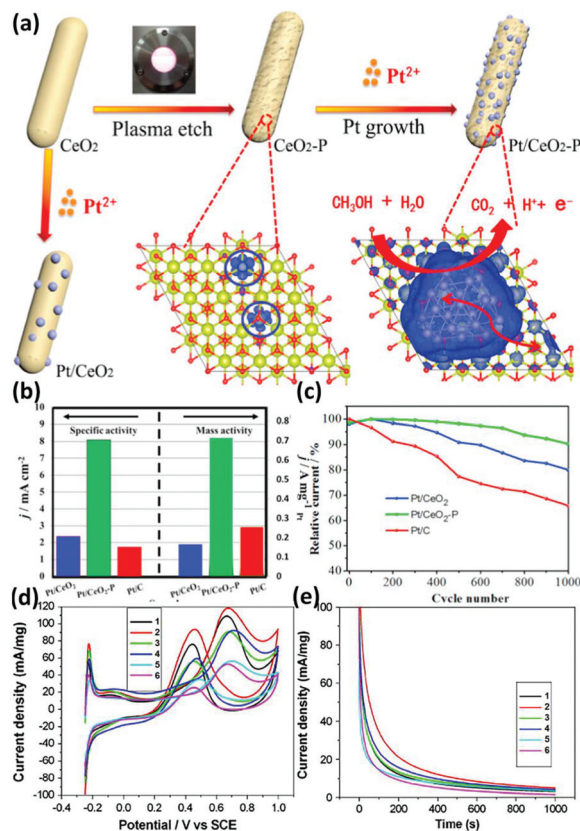 (a)
CeO2
Plasma etch
CeO2-P
Pt2+
Pt growth
Pt/CeO2-P
Pt2+
CH3OH + H2O
CO2 + H+ + e-
Pt/CeO2
(b)
Specific activity
Mass activity
j / mA cm-2
j / A mg-1 Pt
10
9
8
7
6
5
4
3
2
1
0
0.8
0.7
0.6
0.5
0.4
0.3
0.2
0.1
0.0
Pt/CeO2
Pt/CeO2-P
Pt/C
Pt/CeO2
Pt/CeO2-P
Pt/C
(c)
Relative current / %
100
90
80
70
60
50
40
Pt/CeO2
Pt/CeO2-P
Pt/C
0 200 400 600 800 1000
Cycle number
(d)
Current density (mA/mg)
120
100
80
60
40
20
0
20
40
60
80
100
1
2
3
4
5
6
-0.4 -0.2 0.0 0.2 0.4 0.6 0.8 1.0
Potential / V vs SCE
(e)
Current density (mA/mg)
100
80
60
40
20
0
1
2
3
4
5
6
0 200 400 600 800 1000
Time (s)